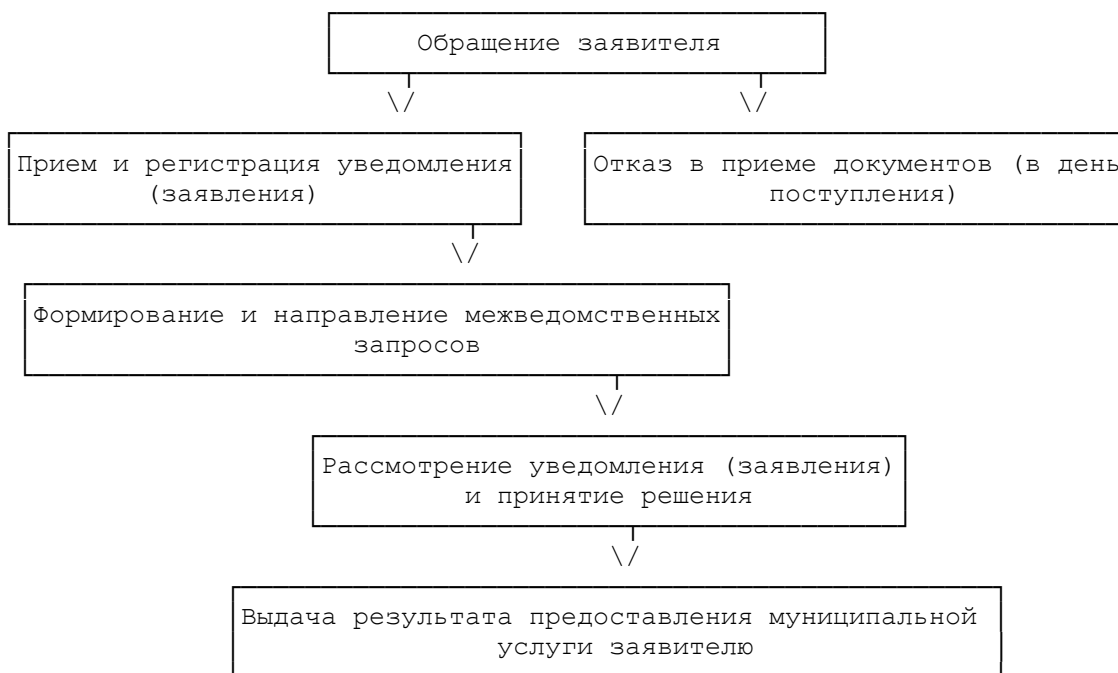 Обращение заявителя
\/
\/
Прием и регистрация уведомления
(заявления)
Отказ в приеме документов (в день
поступления)
\/
Формирование и направление межведомственных
запросов
\/
Рассмотрение уведомления (заявления)
и принятие решения
\/
Выдача результата предоставления муниципальной
услуги заявителю